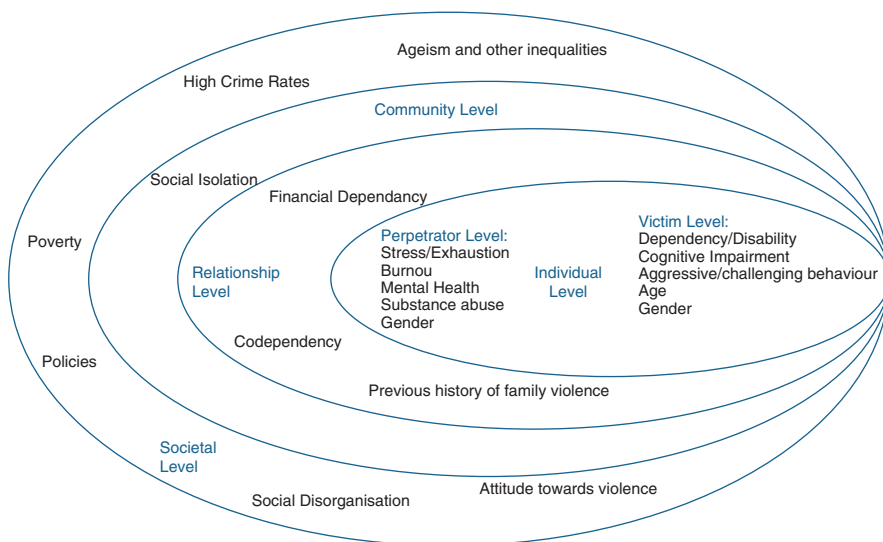 Ageism and other inequalities
High Crime Rates
Community Level
Social Isolation
Financial Dependancy
Poverty
Relationship
Level
Perpetrator Level:
Stress/Exhaustion
Burnou
Mental Health
Substance abuse
Gender
Individual
Level
Victim Level:
Dependency/Disability
Cognitive Impairment
Aggressive/challenging behaviour
Age
Gender
Codependency
Policies
Previous history of family violence
Societal
Level
Attitude towards violence
Social Disorganisation